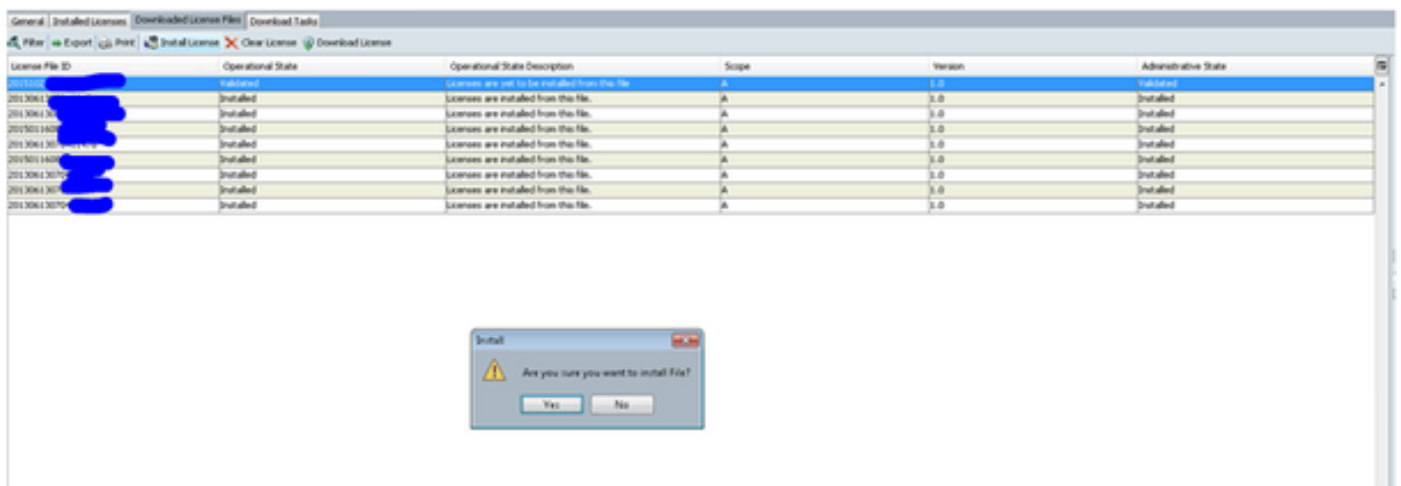 General Installed Licenses Downloaded License Files Download Tasks
Filter Export Print Install License Clear License Download License
License File ID Operational State Operational State Description Scope Version Administrative State
Validated Licenses are yet to be installed from this file A 1.0 Validated
Installed Licenses are installed from this file. A 1.0 Installed
Installed Licenses are installed from this file. A 1.0 Installed
Installed Licenses are installed from this file. A 1.0 Installed
Installed Licenses are installed from this file. A 1.0 Installed
Installed Licenses are installed from this file. A 1.0 Installed
Installed Licenses are installed from this file. A 1.0 Installed
Installed Licenses are installed from this file. A 1.0 Installed
Installed Licenses are installed from this file. A 1.0 Installed
Install
Are you sure you want to install File?
Yes No